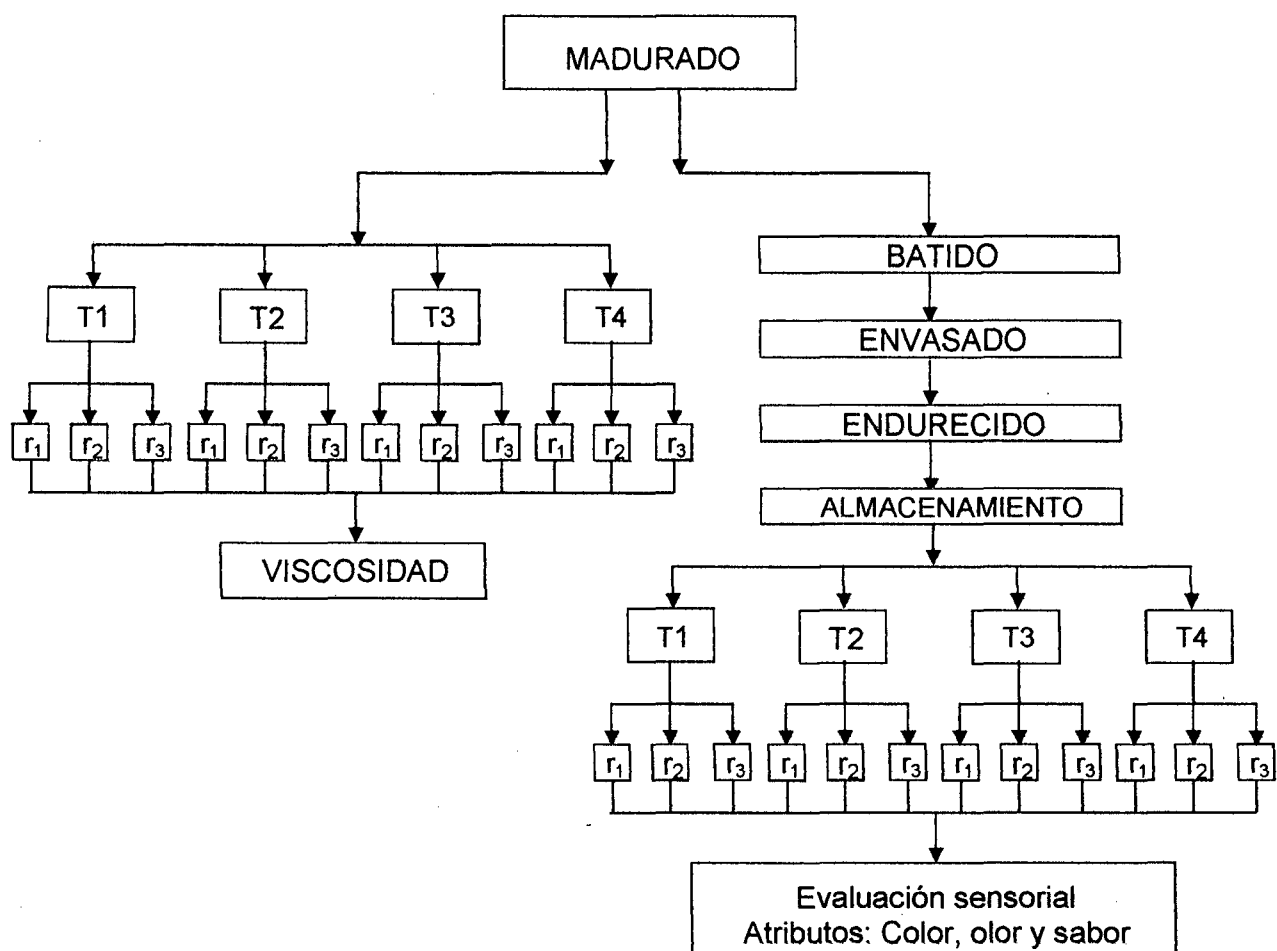 MADURADO
T1 T2 T3 T4
r₁ r₂ r₃ r₁ r₂ r₃ r₁ r₂ r₃ r₁ r₂ r₃
VISCOSIDAD
BATIDO
ENVASADO
ENDURECIDO
ALMACENAMIENTO
T1 T2 T3 T4
r₁ r₂ r₃ r₁ r₂ r₃ r₁ r₂ r₃ r₁ r₂ r₃
Evaluación sensorial
Atributos: Color, olor y sabor